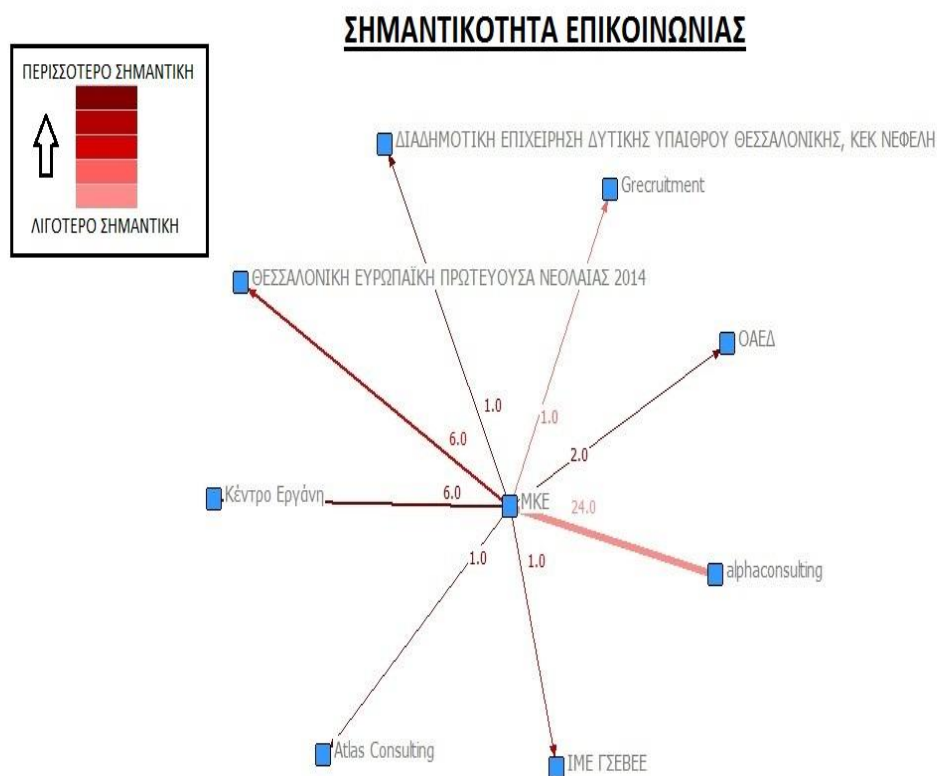 ΣΗΜΑΝΤΙΚΟΤΗΤΑ ΕΠΙΚΟΙΝΩΝΙΑΣ
ΠΕΡΙΣΣΟΤΕΡΟ ΣΗΜΑΝΤΙΚΗ
ΛΙΓΟΤΕΡΟ ΣΗΜΑΝΤΙΚΗ
ΔΙΑΔΗΜΟΤΙΚΗ ΕΠΙΧΕΙΡΗΣΗ ΔΥΤΙΚΗΣ ΥΠΑΙΘΡΟΥ ΘΕΣΣΑΛΟΝΙΚΗΣ, ΚΕΚ ΝΕΦΕΛΗ
Grecruitment
ΘΕΣΣΑΛΟΝΙΚΗ ΕΥΡΩΠΑΪΚΗ ΠΡΩΤΕΥΟΥΣΑ ΝΕΟΛΑΙΑΣ 2014
ΟΑΕΔ
1.0
1.0
6.0
2.0
Κέντρο Εργάνη
6.0
ΜΚΕ
24.0
1.0
1.0
alphaconsulting
Atlas Consulting
ΙΜΕ ΓΣΕΒΕΕ